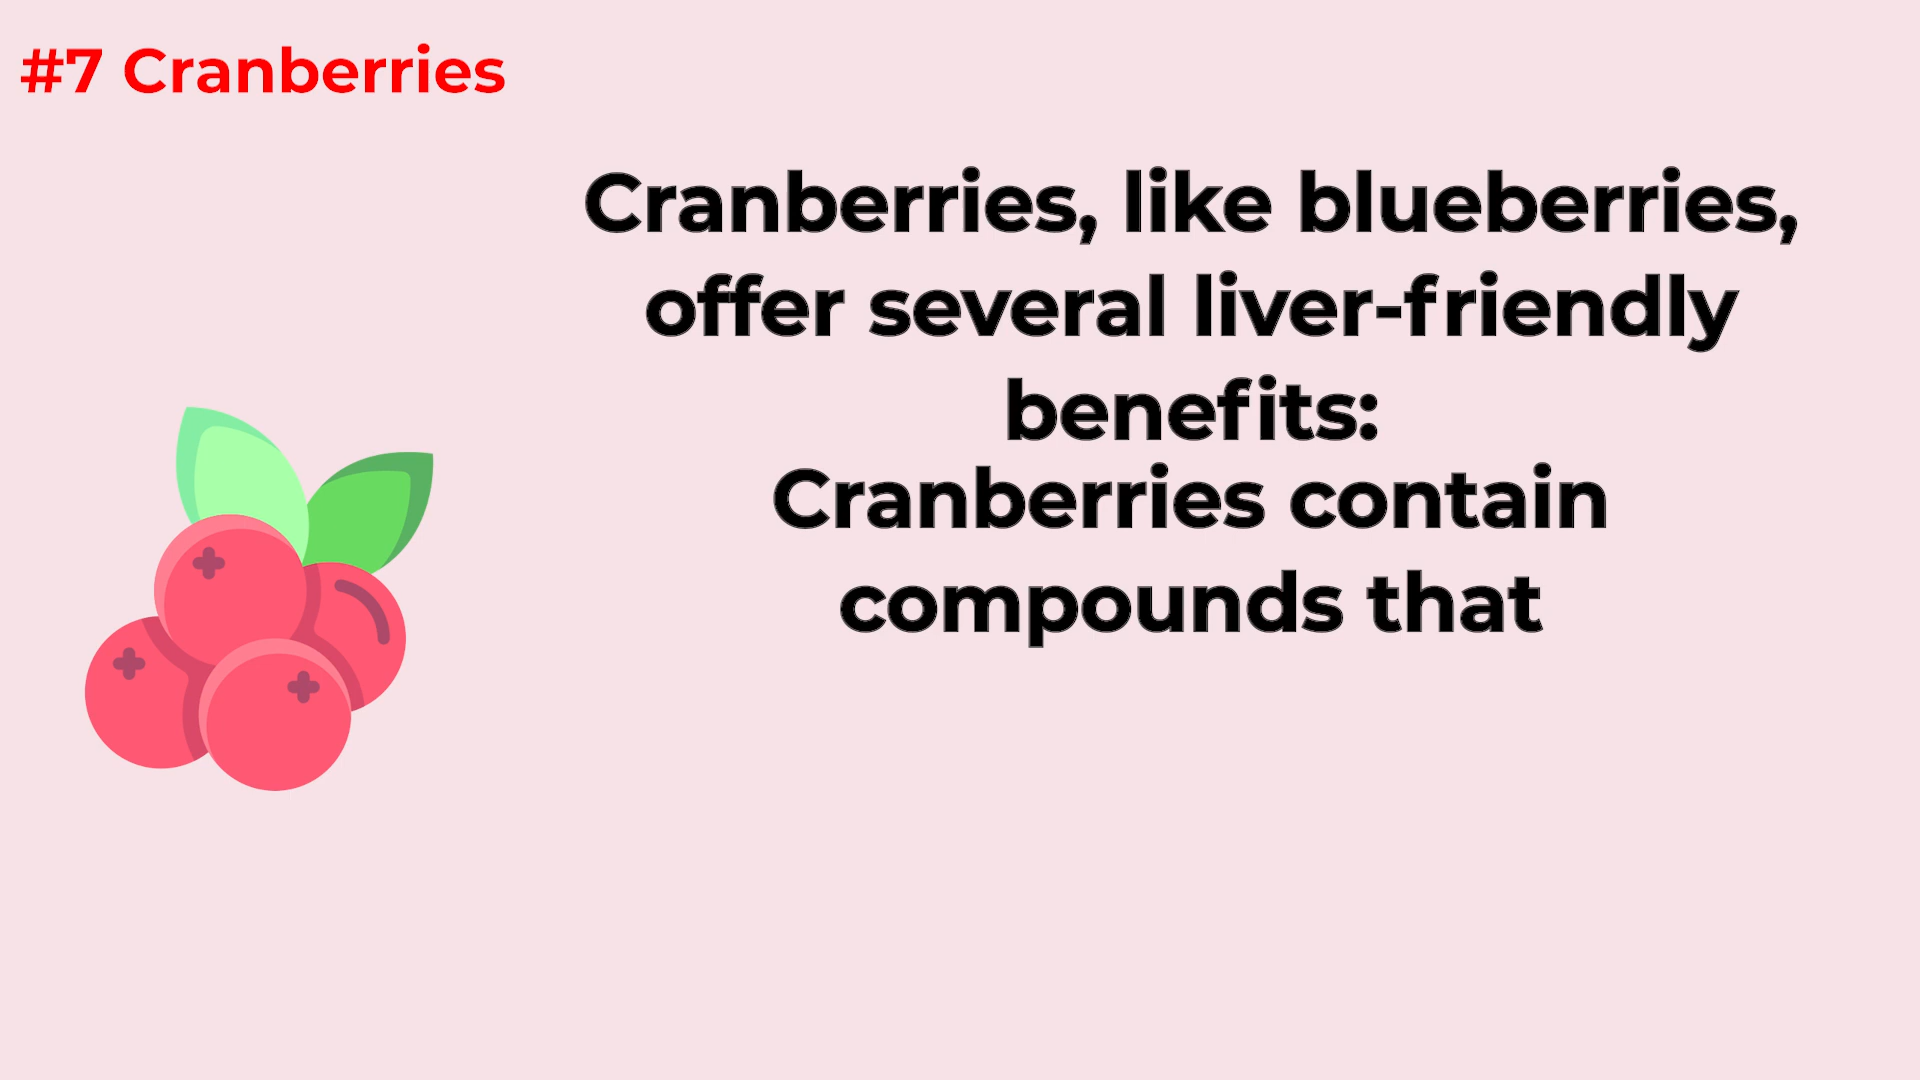 #7 Cranberries
Cranberries, like blueberries,
offer several liver-friendly
benefits:
Cranberries contain
compounds that